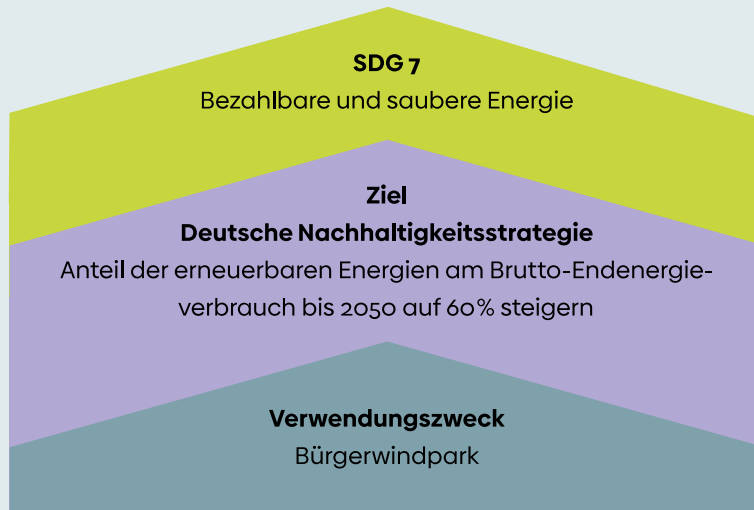 SDG 7
Bezahlbare und saubere Energie
Ziel
Deutsche Nachhaltigkeitsstrategie
Anteil der erneuerbaren Energien am Brutto-Endenergie-
verbrauch bis 2050 auf 60% steigern
Verwendungszweck
Bürgerwindpark